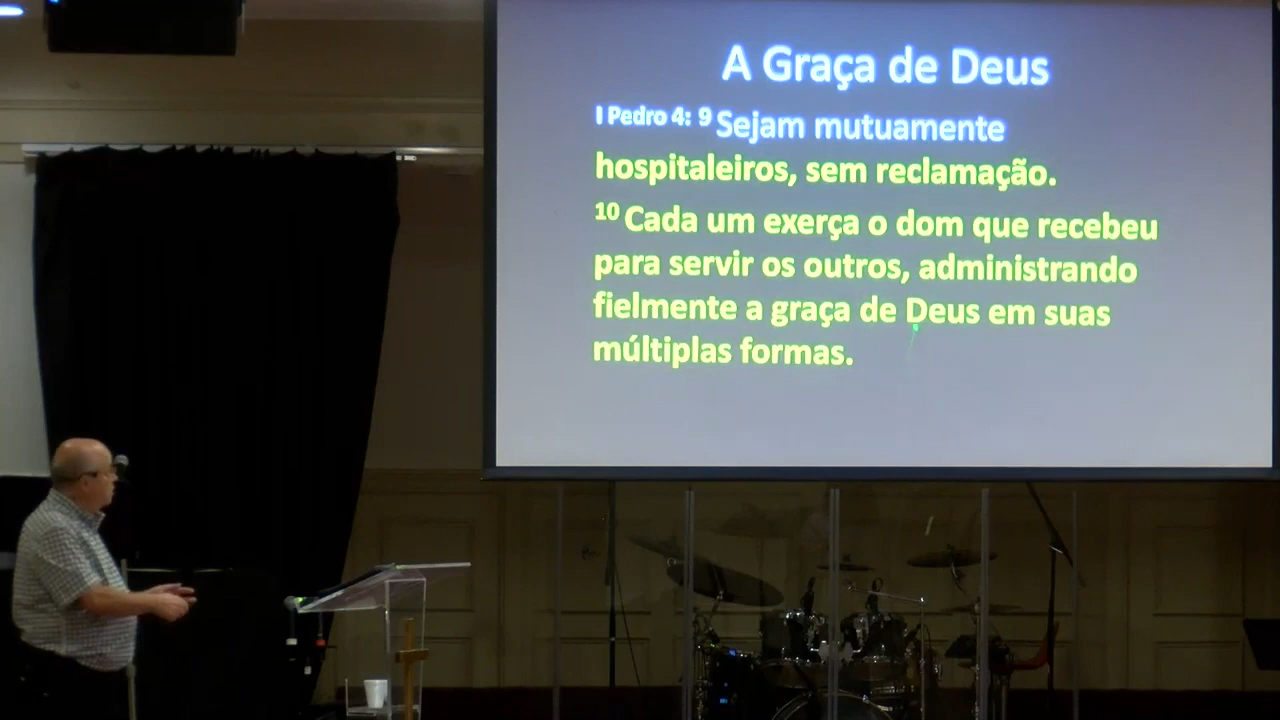 A Graça de Deus
I Pedro 4: 9 Sejam mutuamente
hospitaleiros, sem reclamação.
10 Cada um exerça o dom que recebeu
para servir os outros, administrando
fielmente a graça de Deus em suas
múltiplas formas.